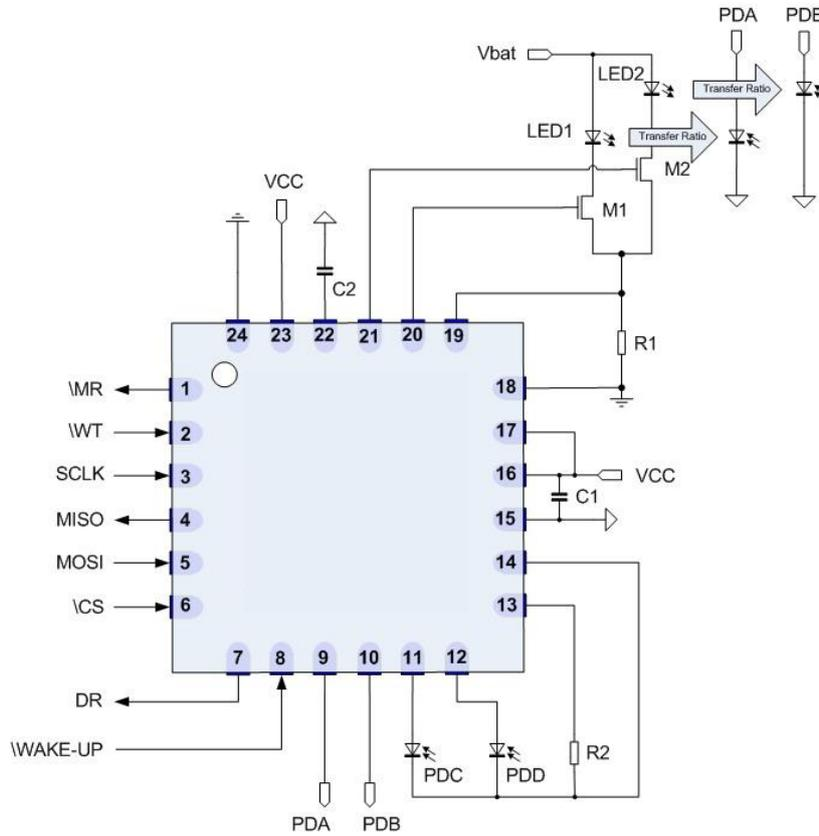 PDA PDB
Vbat
LED2
Transfer Ratio
LED1
Transfer Ratio
M2
VCC
M1
C2
24 23 22 21 20 19
R1
\MR 1 18
\WT 2 17
SCLK 3 16 VCC
C1
MISO 4 15
MOSI 5 14
\CS 6 13
7 8 9 10 11 12
DR
\WAKE-UP
R2
PDC PDD
PDA PDB